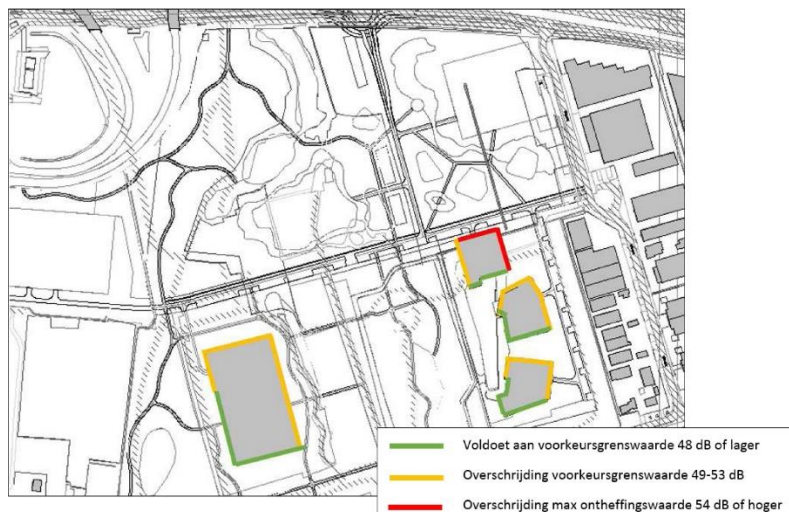 Voldoet aan voorkeursgrenswaarde 48 dB of lager
Overschrijding voorkeursgrenswaarde 49-53 dB
Overschrijding max ontheffingswaarde 54 dB of hoger